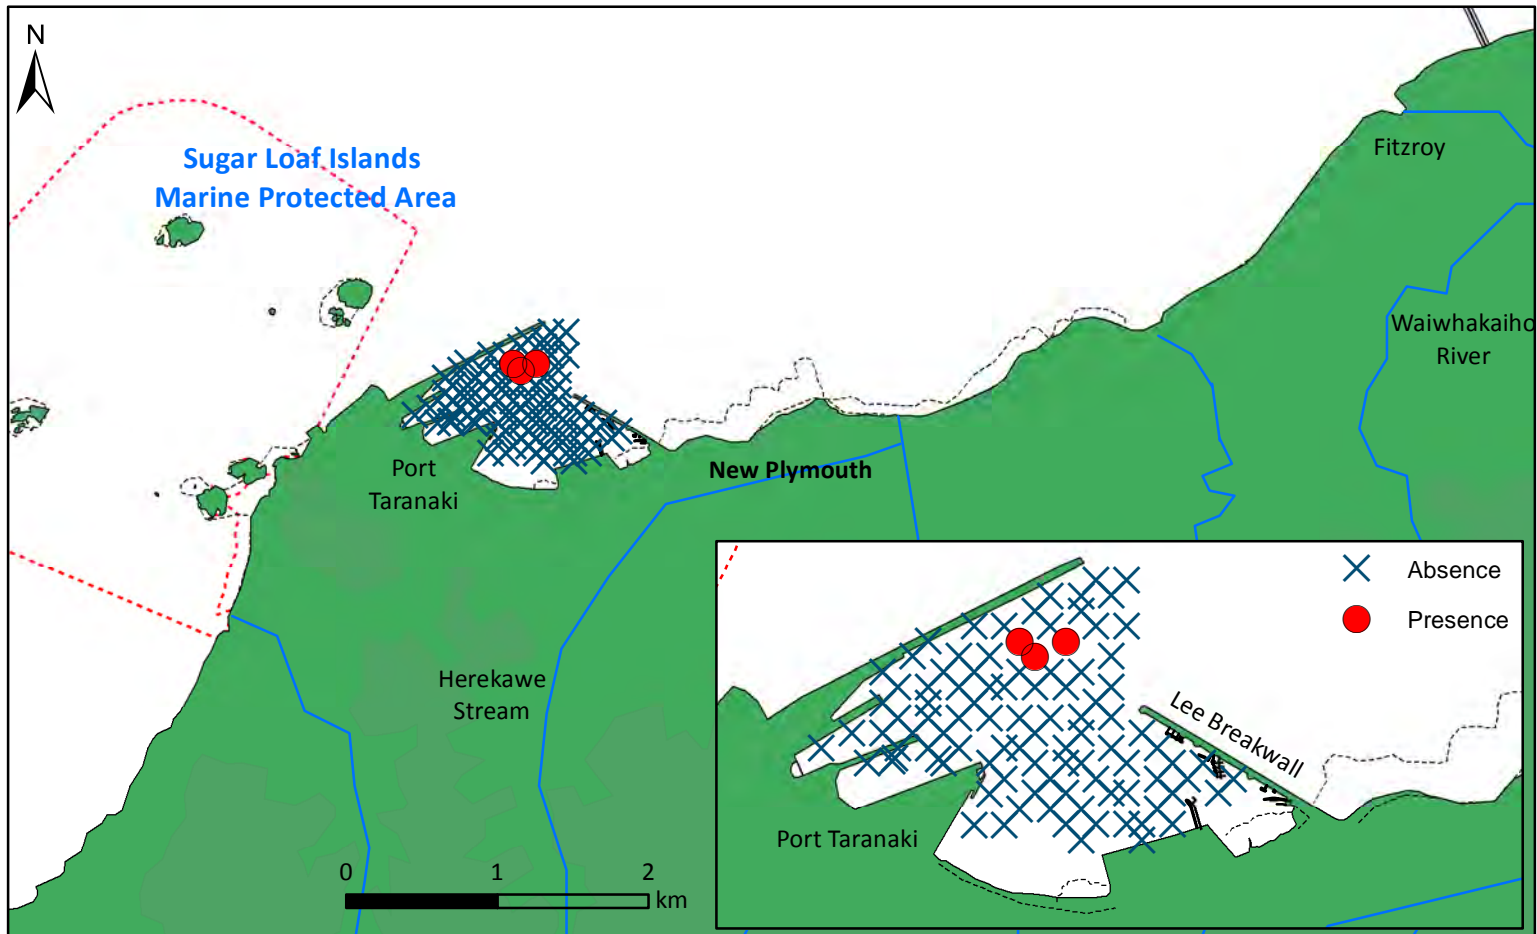 N
Sugar Loaf Islands
Marine Protected Area
Fitzroy
Waiwhakaiho
River
Port
Taranaki
New Plymouth
Herekawe
Stream
0 1 2
km
Absence
Presence
Lee Breakwall
Port Taranaki